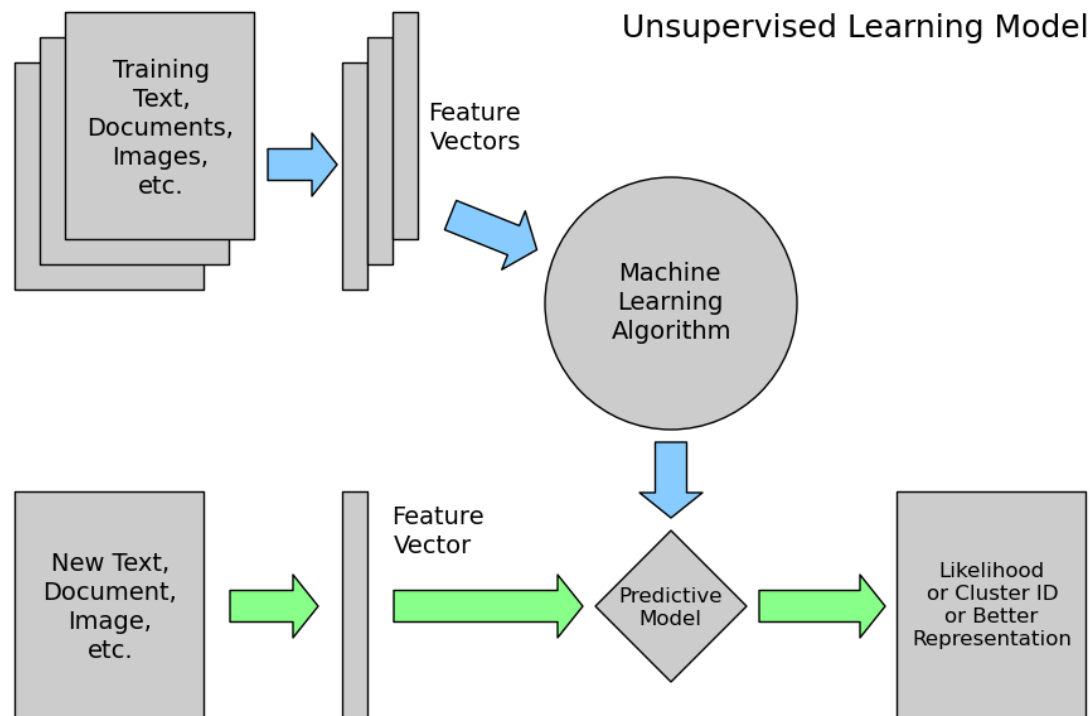 Unsupervised Learning Model
Training
Text,
Documents,
Images,
etc.
Feature
Vectors
Machine
Learning
Algorithm
New Text,
Document,
Image,
etc.
Feature
Vector
Predictive
Model
Likelihood
or Cluster ID
or Better
Representation